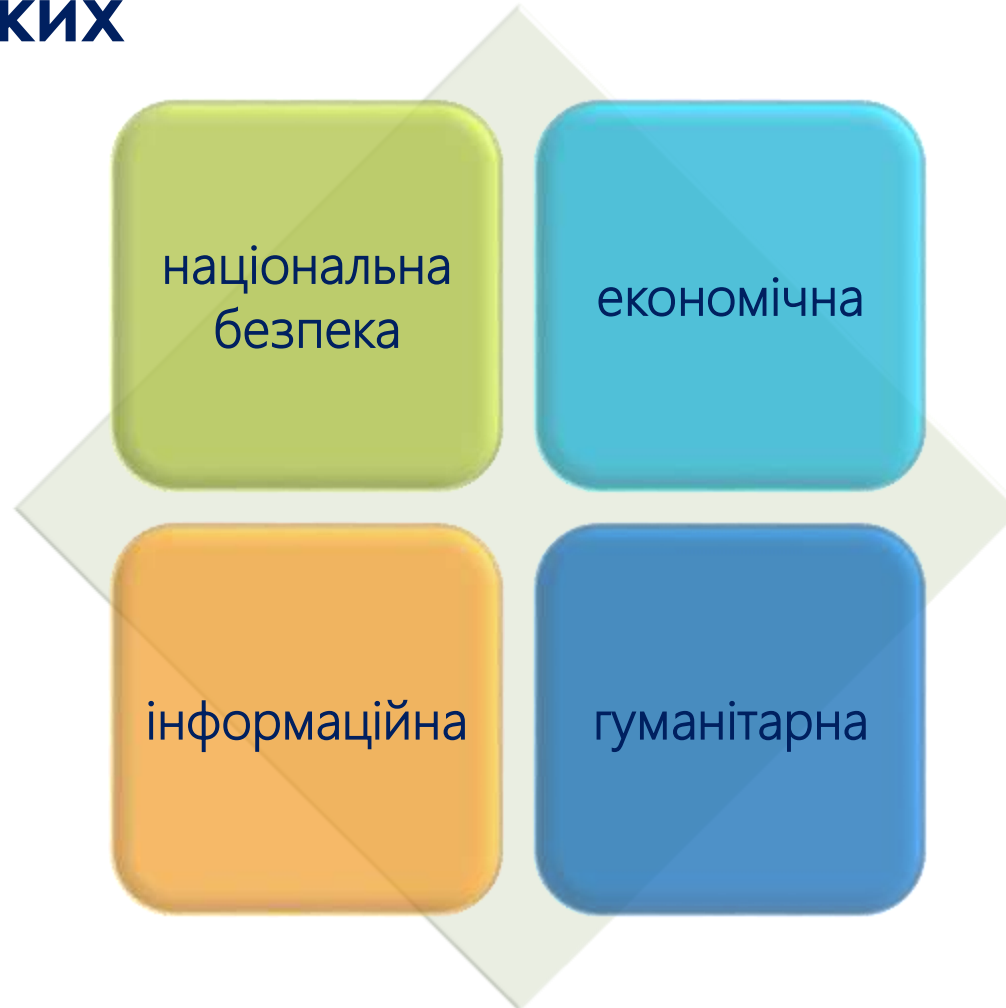 ких
національна
безпека
економічна
інформаційна
гуманітарна